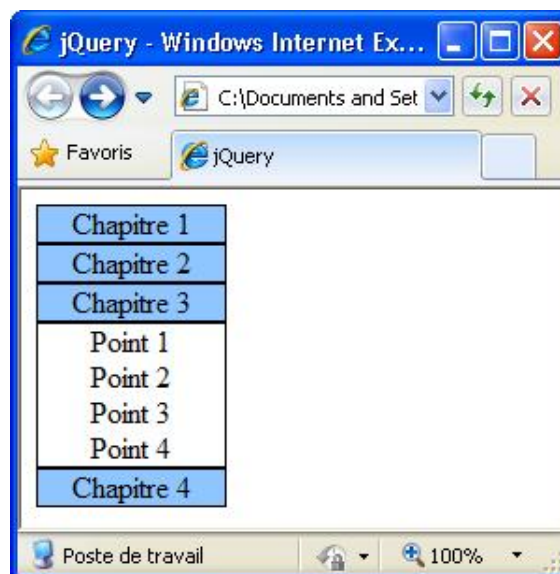 jQuery - Windows Internet Ex...
C:\Documents and Set
Favoris
jQuery
Chapitre 1
Chapitre 2
Chapitre 3
Point 1
Point 2
Point 3
Point 4
Chapitre 4
Poste de travail
100%